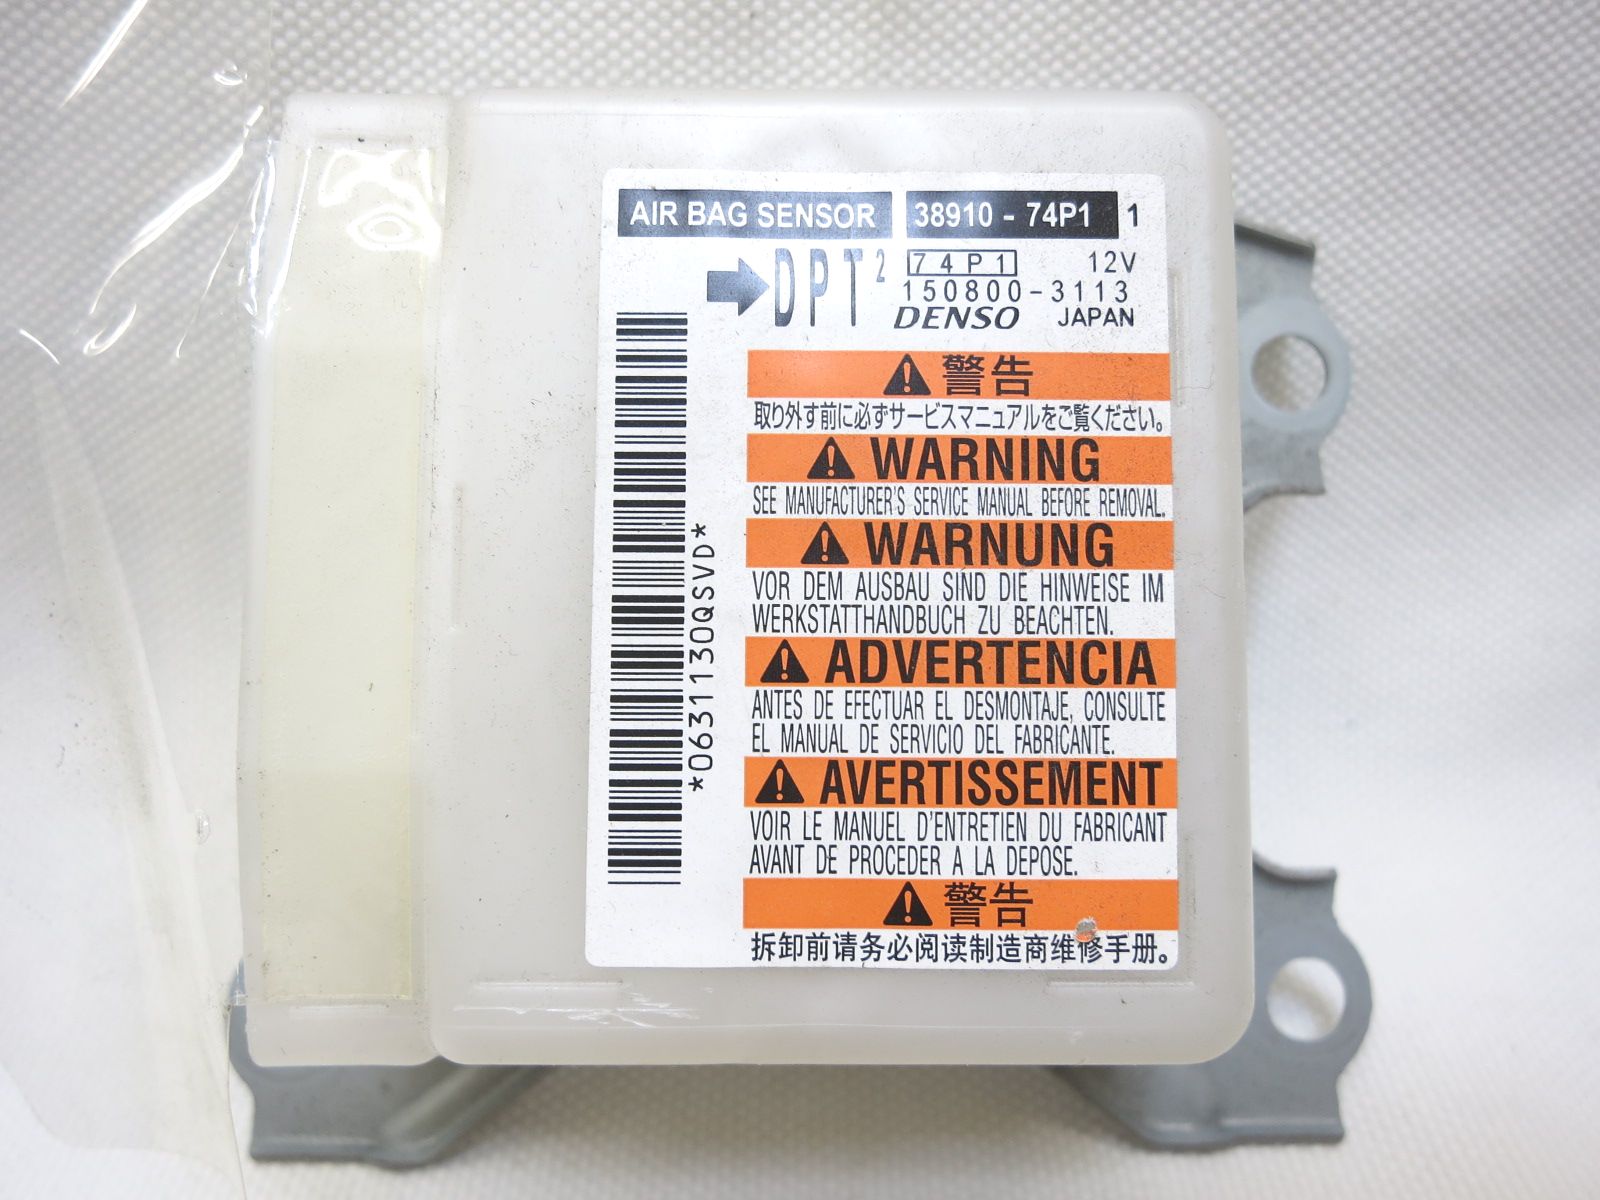 AIR BAG SENSOR 38910 - 74P1 1
DPT2 74P1 12V
150800-3113
DENSO JAPAN
*0631130QSVD*
警告
取り外す前に必ずサービスマニュアルをご覧ください。
WARNING
SEE MANUFACTURER'S SERVICE MANUAL BEFORE REMOVAL.
WARNUNG
VOR DEM AUSBAU SIND DIE HINWEISE IM
WERKSTATTHANDBUCH ZU BEACHTEN.
ADVERTENCIA
ANTES DE EFECTUAR EL DESMONTAJE, CONSULTE
EL MANUAL DE SERVICIO DEL FABRICANTE.
AVERTISSEMENT
VOIR LE MANUEL D'ENTRETIEN DU FABRICANT
AVANT DE PROCEDER A LA DEPOSE.
警告
拆卸前请务必阅读制造商维修手册。